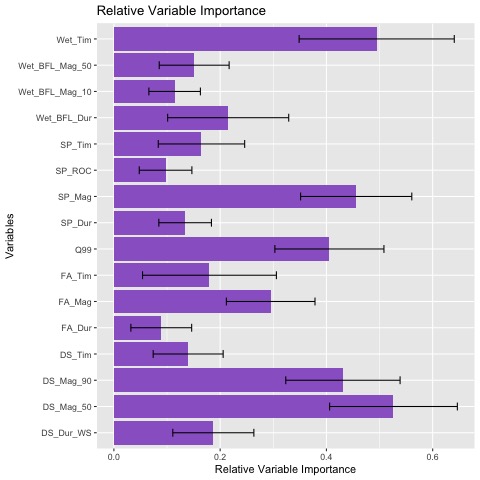 Relative Variable Importance
Variables
Wet_Tim
Wet_BFL_Mag_50
Wet_BFL_Mag_10
Wet_BFL_Dur
SP_Tim
SP_ROC
SP_Mag
SP_Dur
Q99
FA_Tim
FA_Mag
FA_Dur
DS_Tim
DS_Mag_90
DS_Mag_50
DS_Dur_WS
0.0 0.2 0.4 0.6
Relative Variable Importance